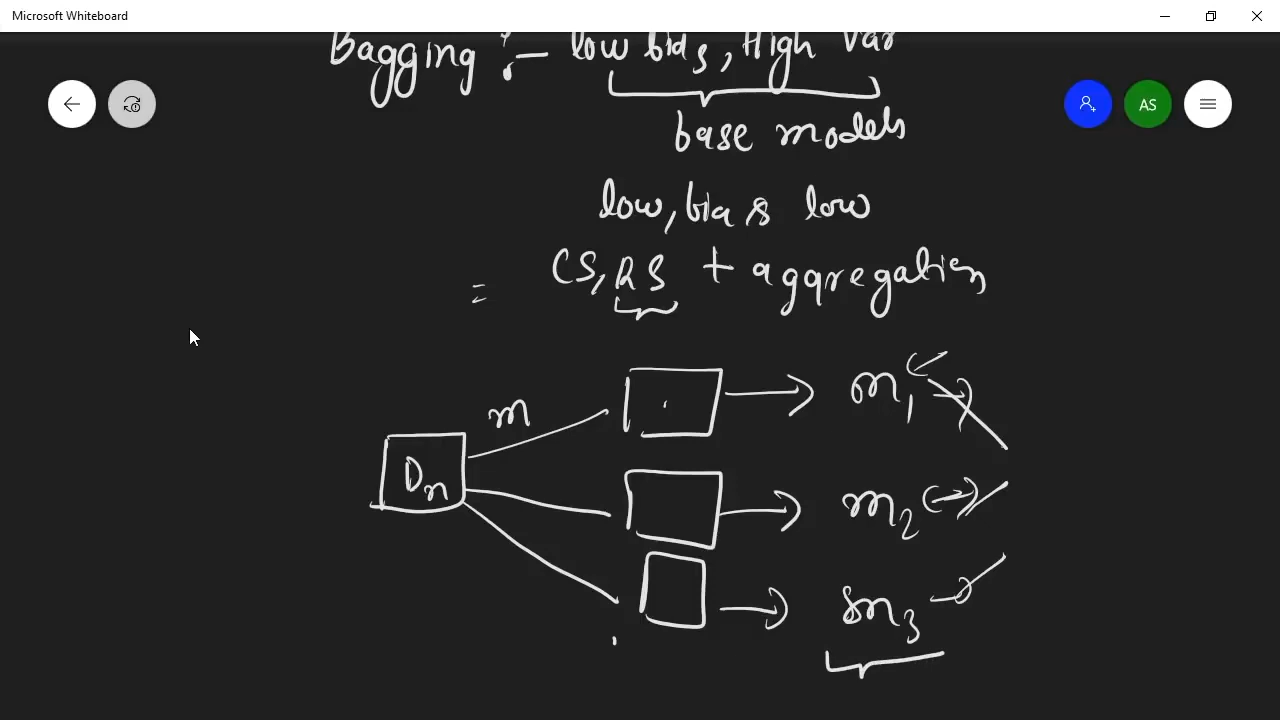 Microsoft Whiteboard
Bagging :- low bias, High Var
AS
base models
low, bias low
CS, RS + aggregation
=
m
m1
Dn
m2
m3